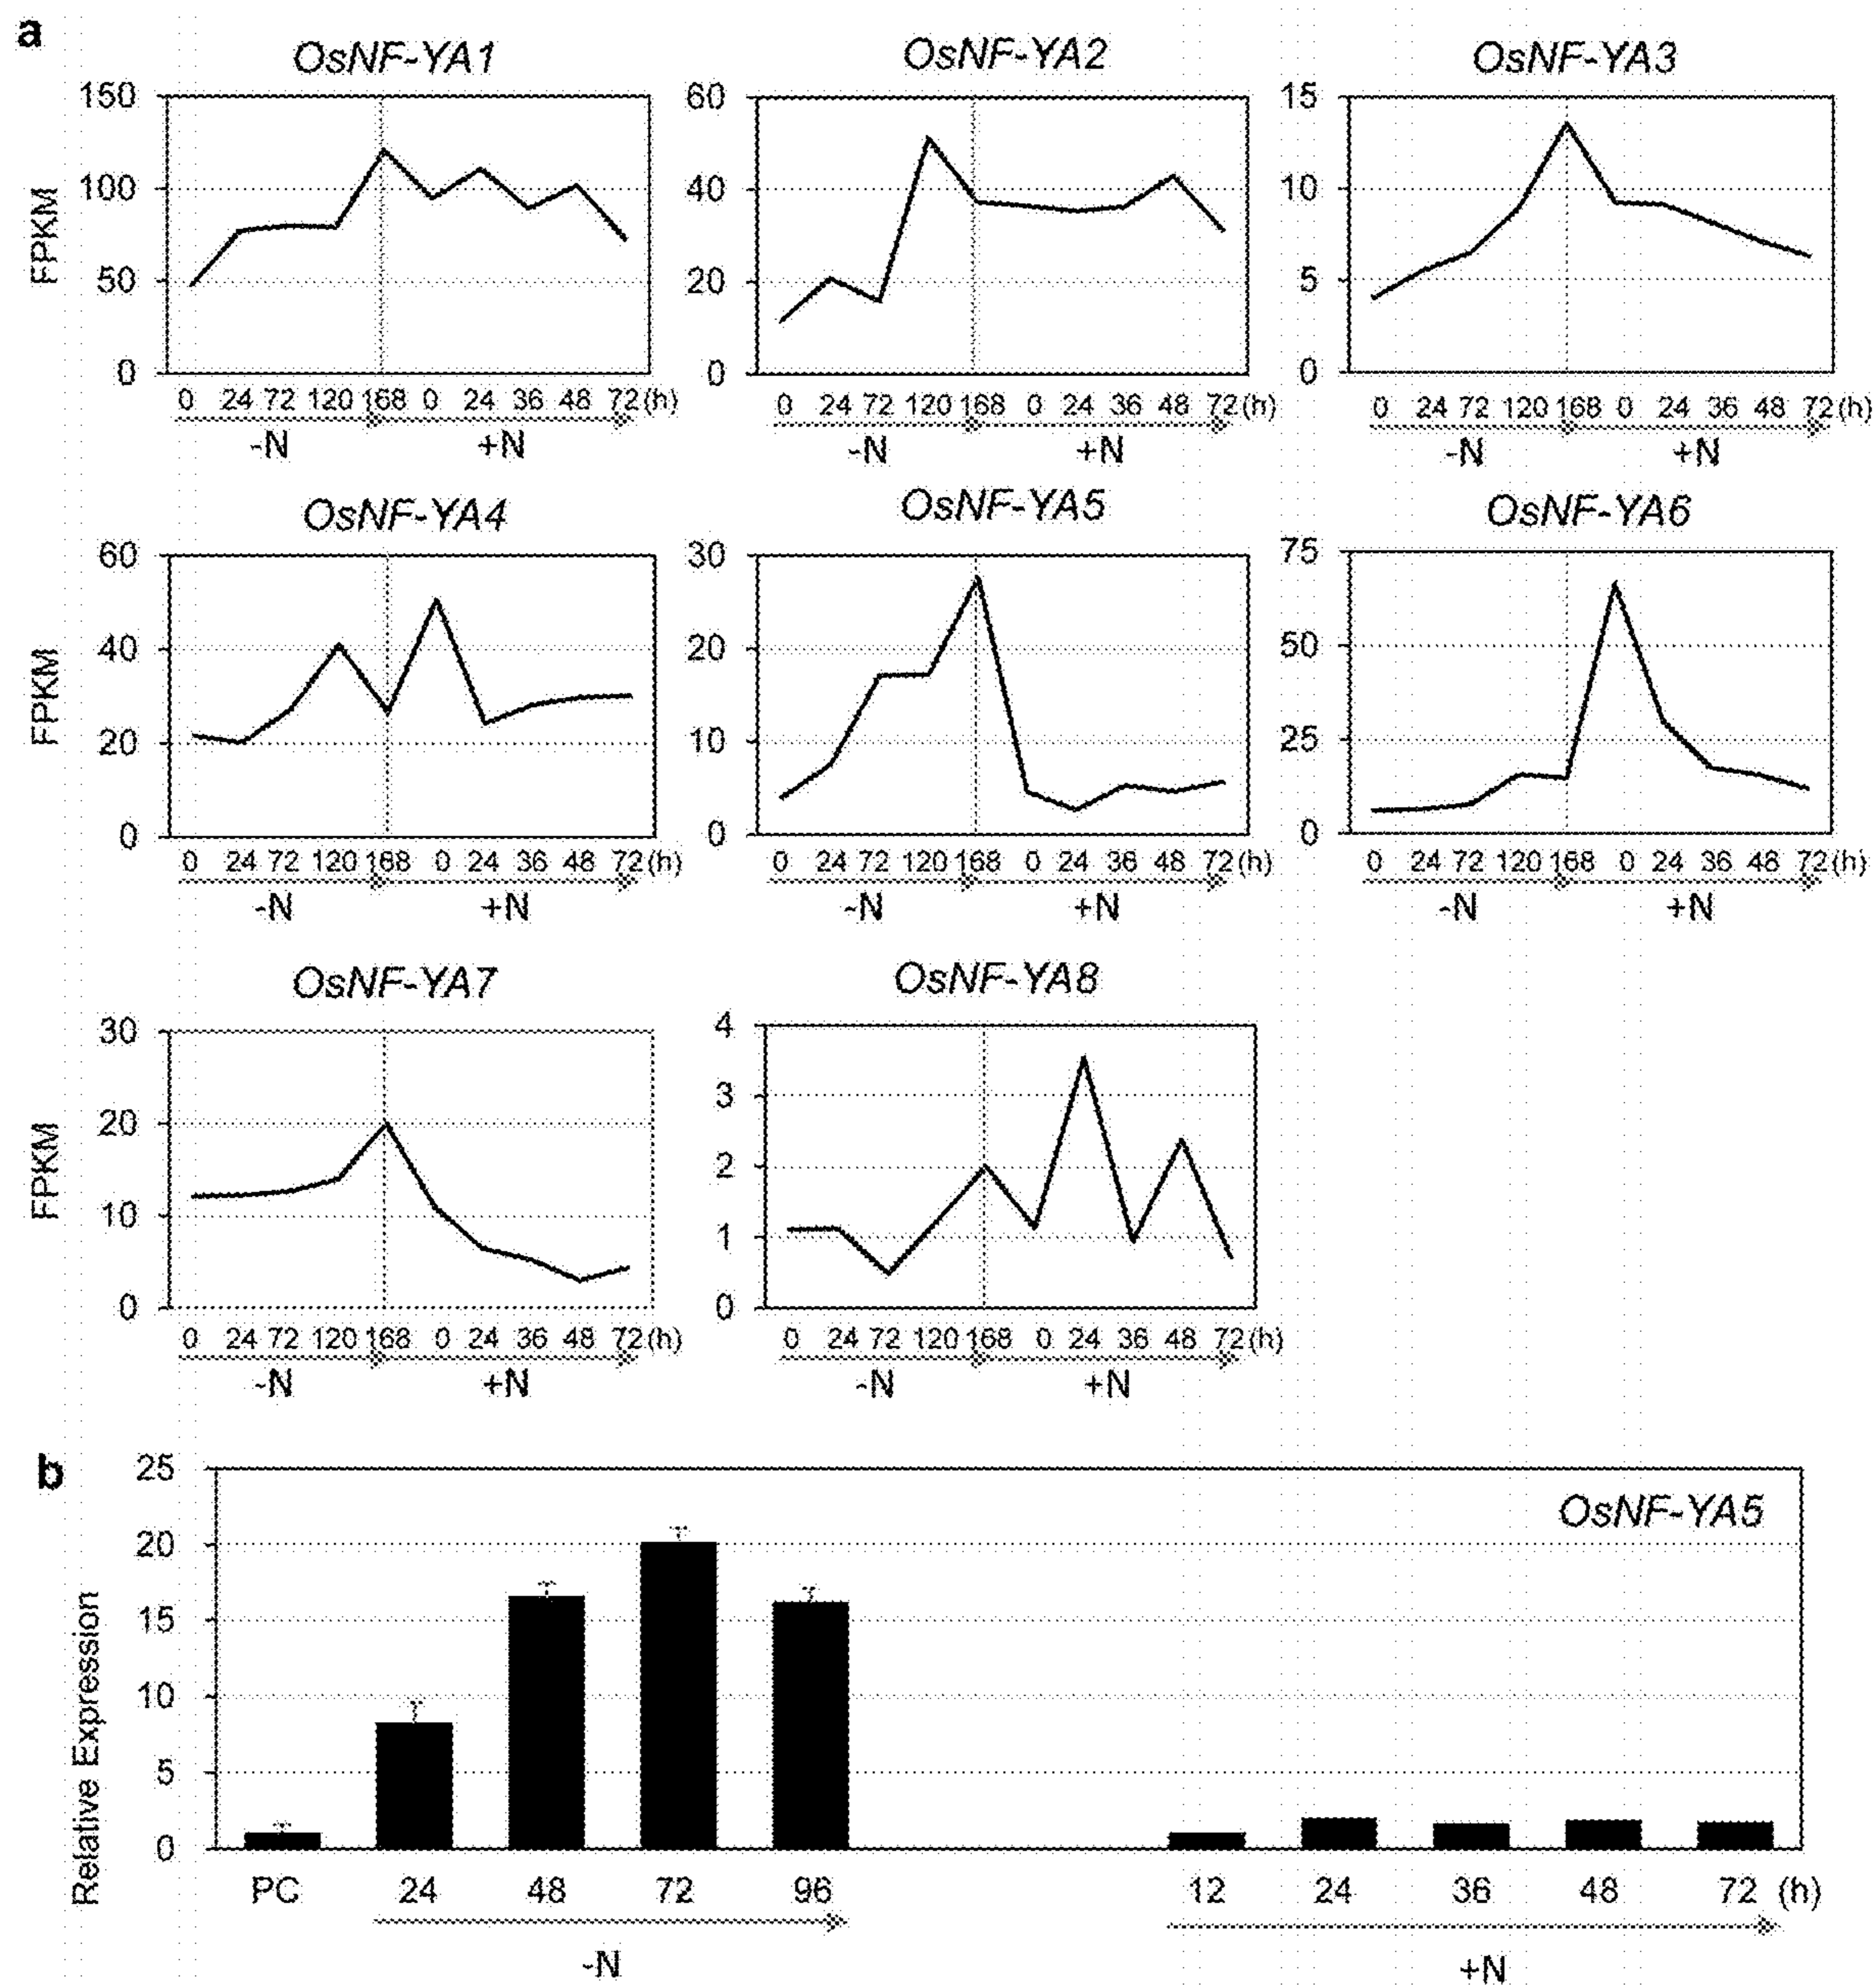 a
OsNF-YA1 OsNF-YA2 OsNF-YA3
FPKM
150
100
50
0
0 24 72 120 168 0 24 36 48 72 (h)
-N +N
60
40
20
0
0 24 72 120 168 0 24 36 48 72 (h)
-N +N
15
10
5
0
0 24 72 120 168 0 24 36 48 72 (h)
-N +N
OsNF-YA4 OsNF-YA5 OsNF-YA6
FPKM
60
40
20
0
0 24 72 120 168 0 24 36 48 72 (h)
-N +N
30
20
10
0
0 24 72 120 168 0 24 36 48 72 (h)
-N +N
75
50
25
0
0 24 72 120 168 0 24 36 48 72 (h)
-N +N
OsNF-YA7 OsNF-YA8
FPKM
30
20
10
0
0 24 72 120 168 0 24 36 48 72 (h)
-N +N
4
3
2
1
0
0 24 72 120 168 0 24 36 48 72 (h)
-N +N
b
OsNF-YA5
Relative Expression
25
20
15
10
5
0
PC 24 48 72 96 12 24 36 48 72 (h)
-N +N